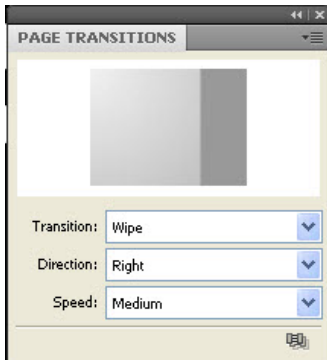 PAGE TRANSITIONS
Transition: Wipe
Direction: Right
Speed: Medium